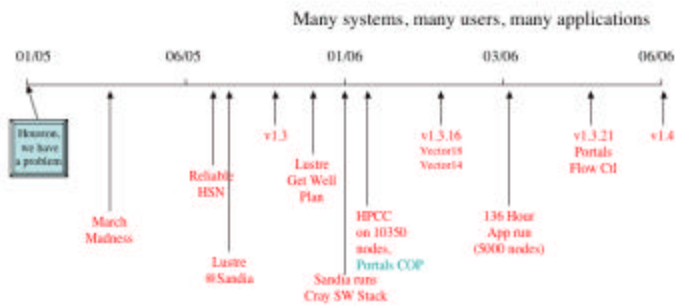 Many systems, many users, many applications
01/05
06/05
01/06
03/06
06/06
Houston,
we have
a problem
March
Madness
Reliable
HSN
Lustre
@Sandia
v1.3
Lustre
Get Well
Plan
Sandia runs
Cray SW Stack
HPCC
on 10350
nodes,
Portals COP
v1.3.16
Vector18
Vector14
136 Hour
App run
(5000 nodes)
v1.3.21
Portals
Flow Ctl
v1.4